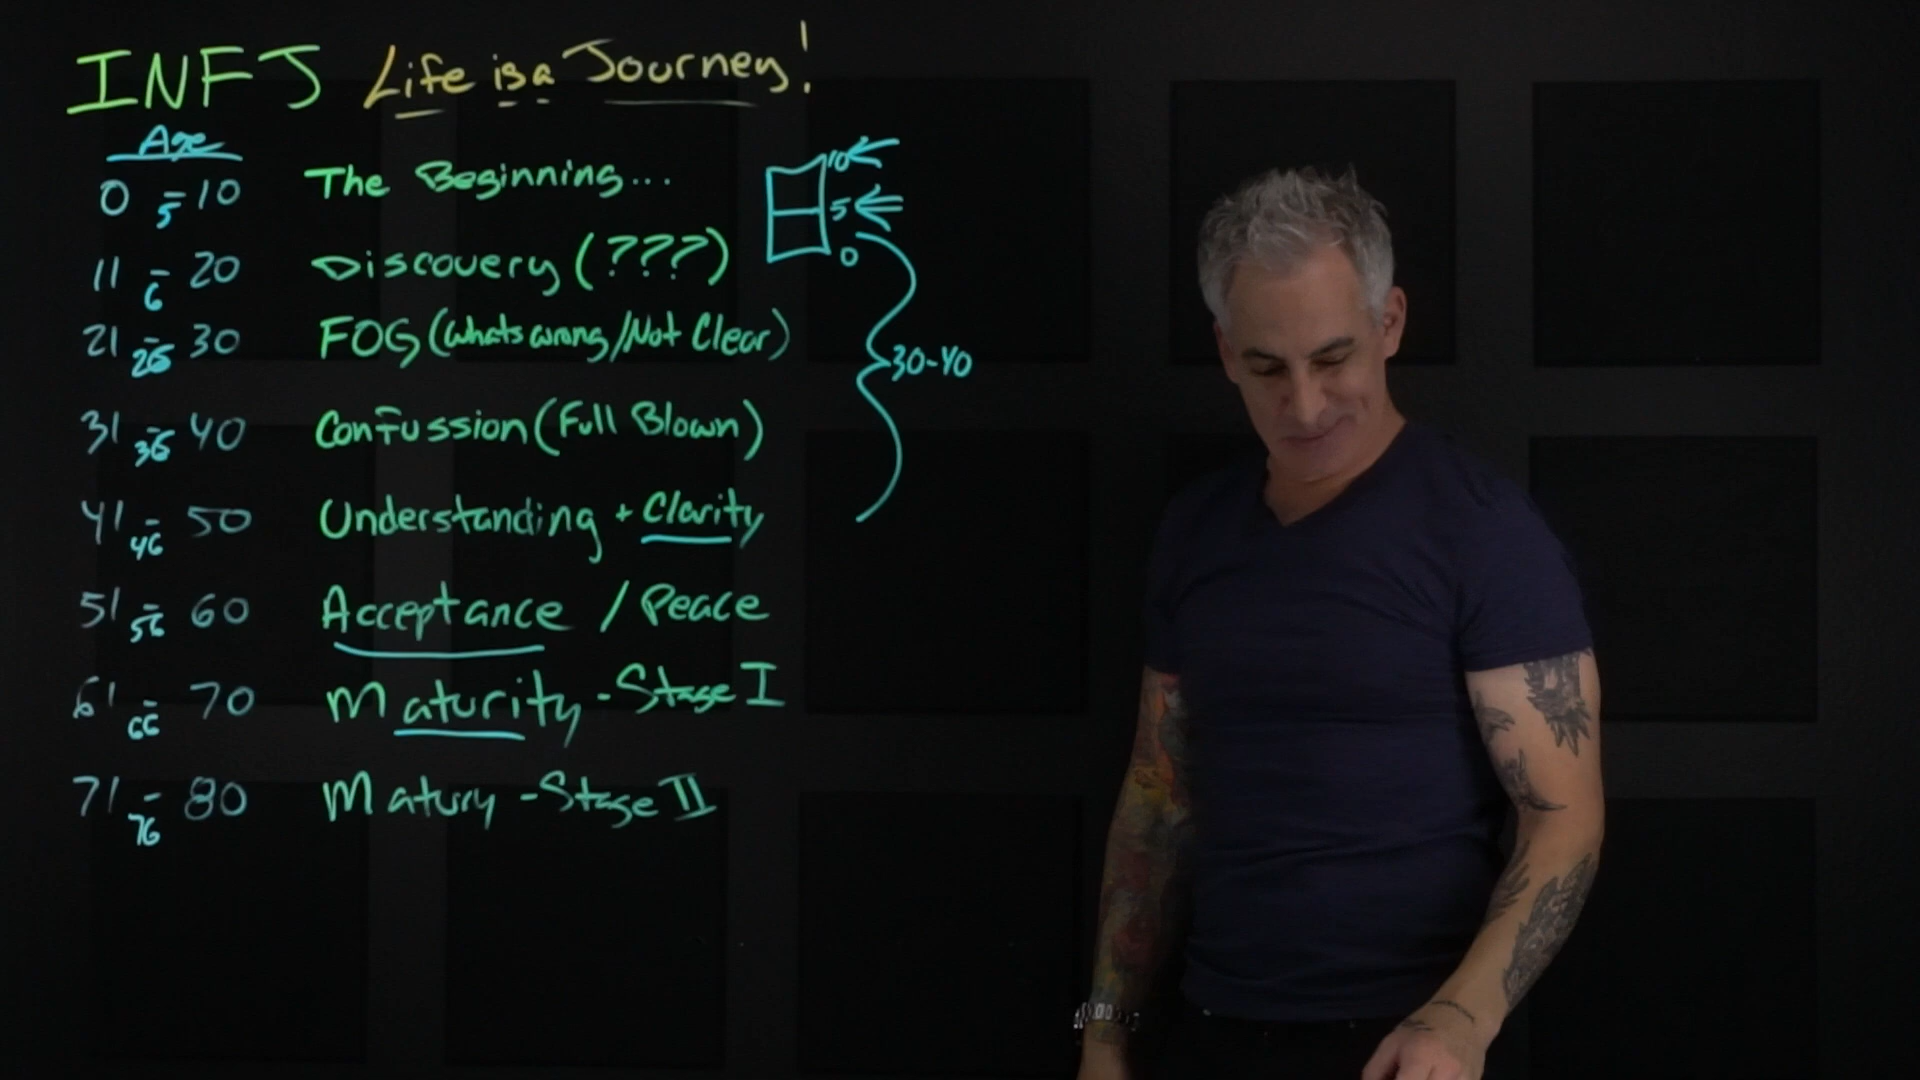 INFJ Life is a Journey!
Age
0 - 10 The Beginning...
5
11 - 20 Discovery (???)
6
21 - 30 FOG (whats wrong/Not Clear)
26
31 - 40 Confussion (Full Blown)
36
41 - 50 Understanding + Clarity
46
51 - 60 Acceptance / Peace
56
61 - 70 Maturity - Stage I
66
71 - 80 Matury - Stage II
76
10
5
0
30-40